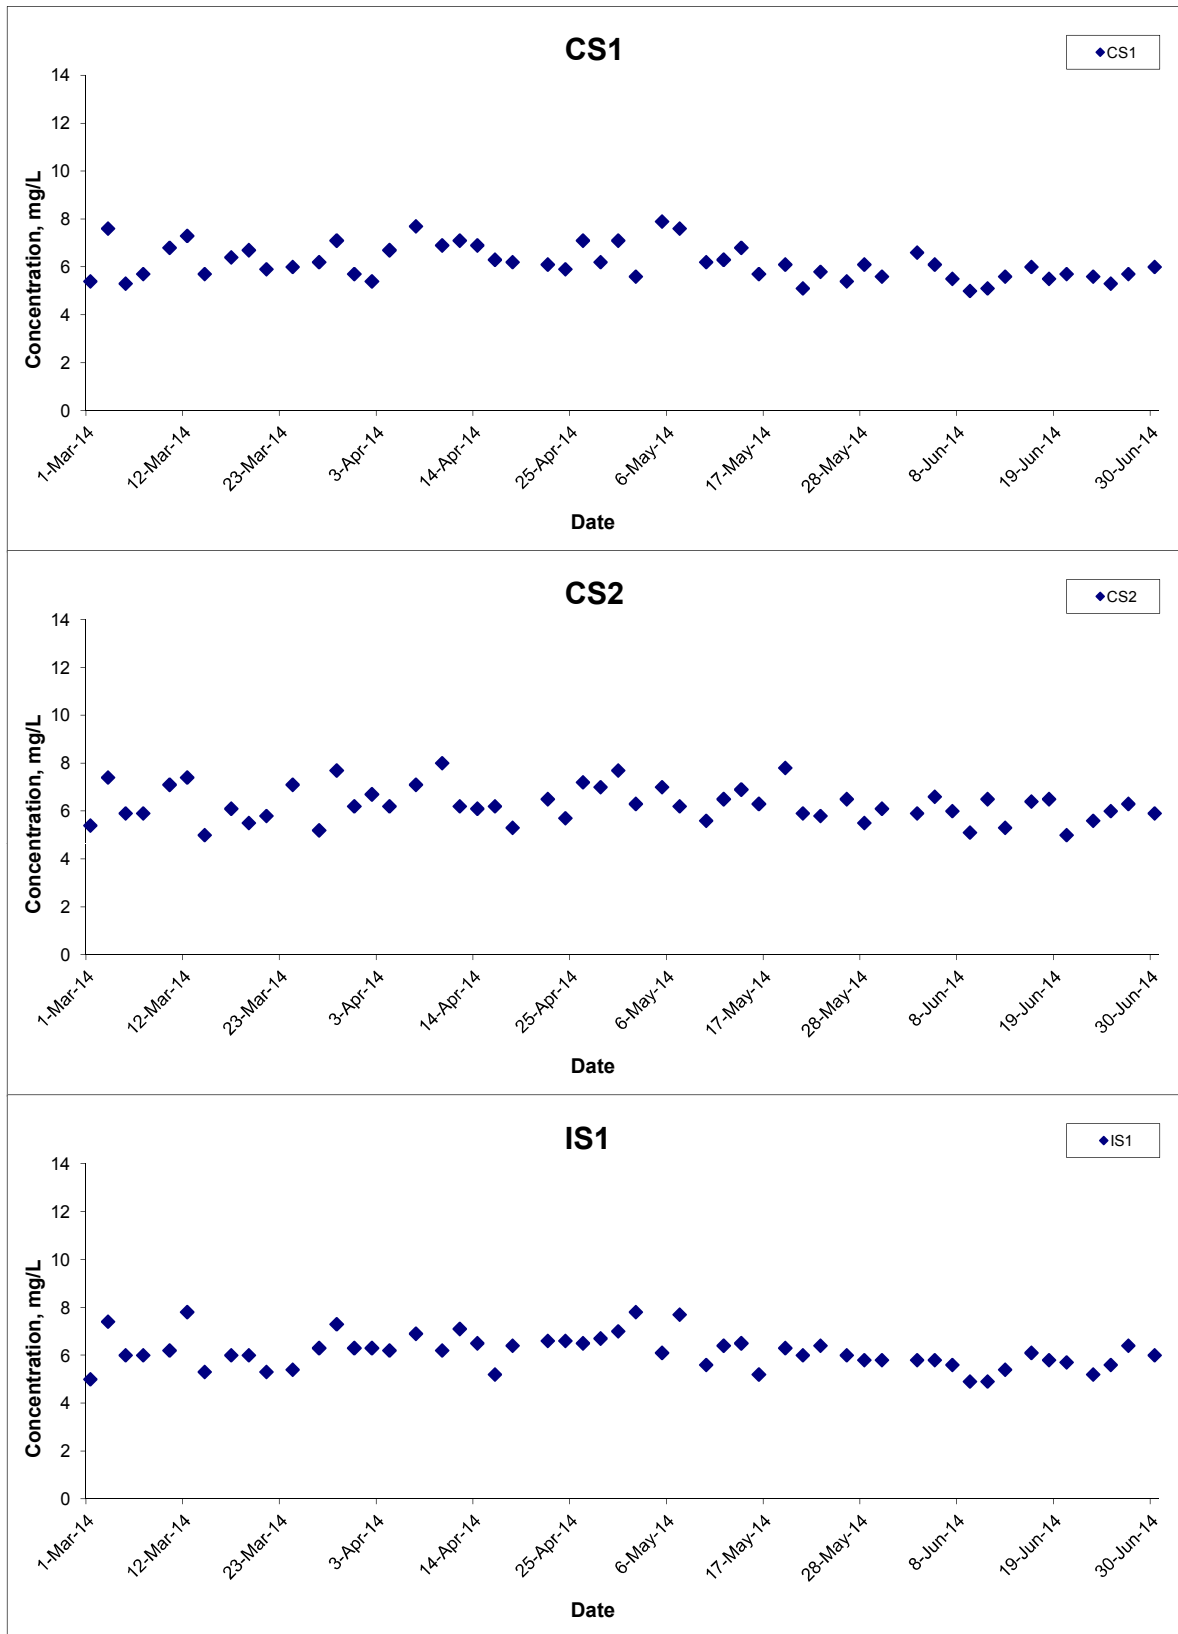 CS1
CS1
14
12
10
8
6
4
2
0
Concentration, mg/L
1-Mar-14
12-Mar-14
23-Mar-14
3-Apr-14
14-Apr-14
25-Apr-14
6-May-14
17-May-14
28-May-14
8-Jun-14
19-Jun-14
30-Jun-14
Date
CS2
CS2
14
12
10
8
6
4
2
0
Concentration, mg/L
1-Mar-14
12-Mar-14
23-Mar-14
3-Apr-14
14-Apr-14
25-Apr-14
6-May-14
17-May-14
28-May-14
8-Jun-14
19-Jun-14
30-Jun-14
Date
IS1
IS1
14
12
10
8
6
4
2
0
Concentration, mg/L
1-Mar-14
12-Mar-14
23-Mar-14
3-Apr-14
14-Apr-14
25-Apr-14
6-May-14
17-May-14
28-May-14
8-Jun-14
19-Jun-14
30-Jun-14
Date